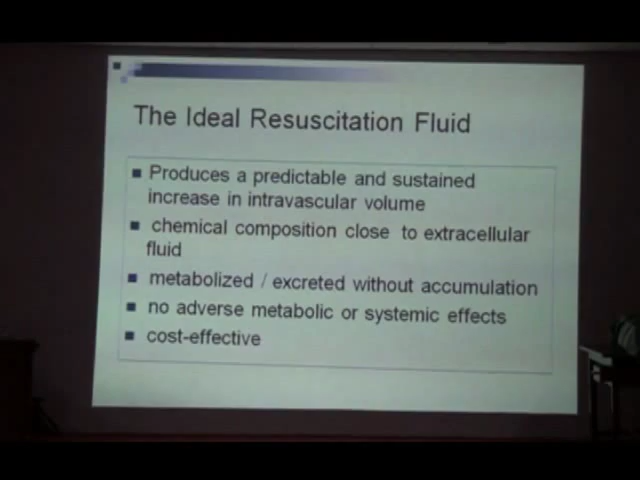 The Ideal Resuscitation Fluid
Produces a predictable and sustained
increase in intravascular volume
chemical composition close to extracellular
fluid
metabolized / excreted without accumulation
no adverse metabolic or systemic effects
cost-effective